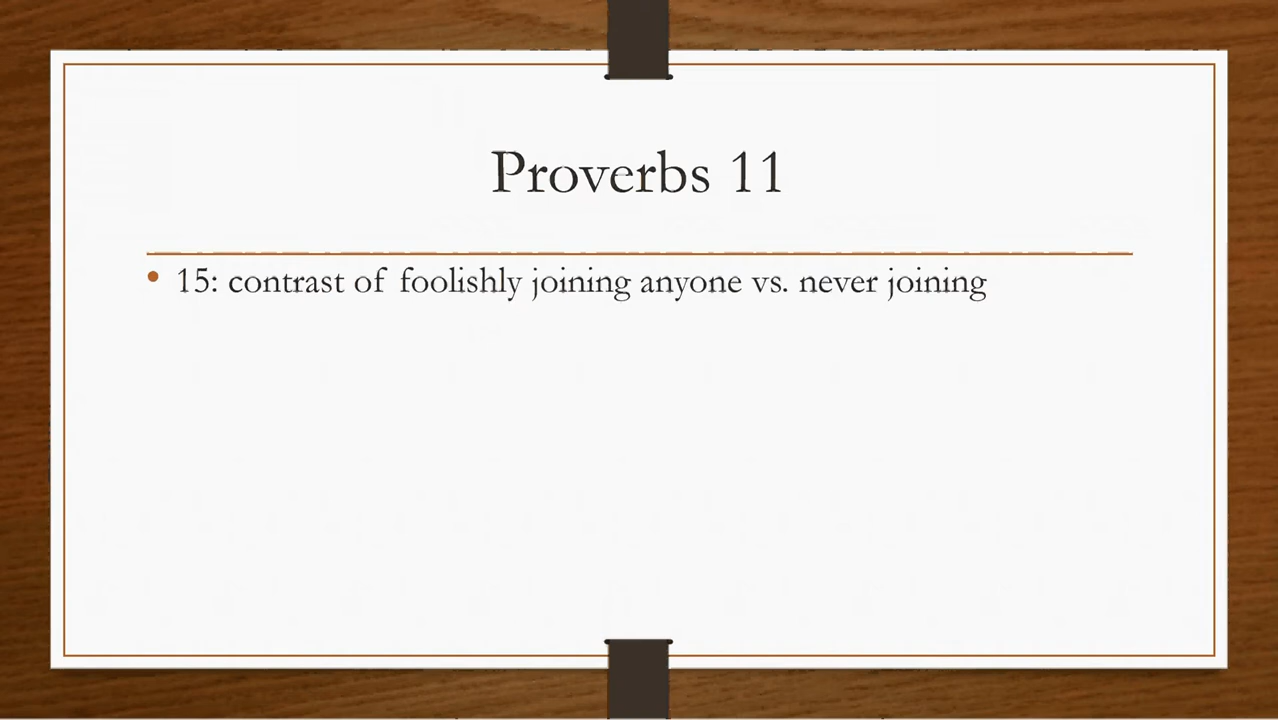 Proverbs 11
• 15: contrast of foolishly joining anyone vs. never joining